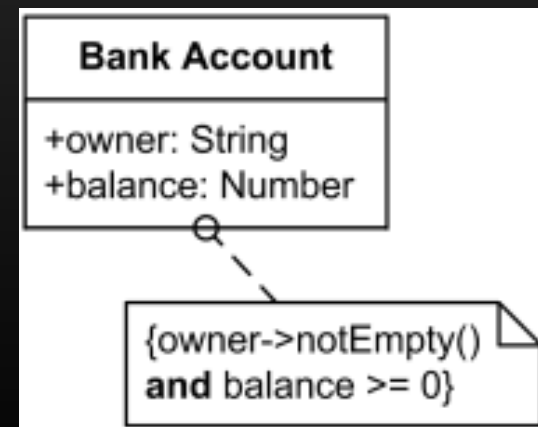 Bank Account
+owner: String
+balance: Number
{owner->notEmpty()
and balance >= 0}